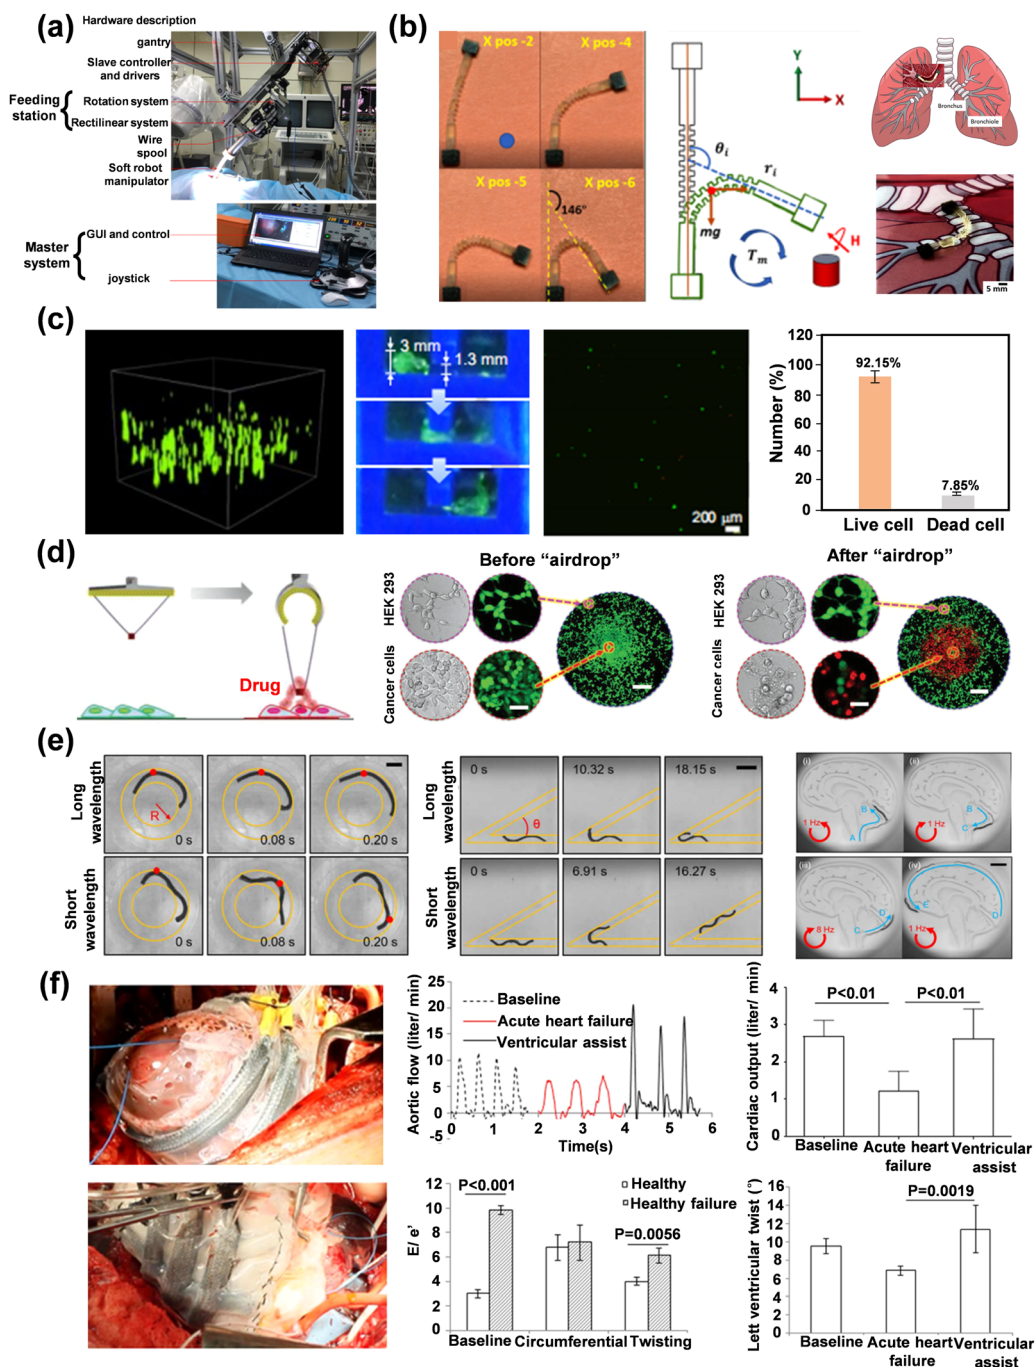 (a)
Hardware description
gantry
Slave controller
and drivers
Feeding
station
Rotation system
Rectilinear system
Wire
spool
Soft robot
manipulator
Master
system
GUI and control
joystick
(b)
X pos -2
X pos -4
X pos -5
X pos -6
146°
Y
X
θi
ri
mg
Tm
H
Bronchus
Bronchiole
5 mm
(c)
3 mm
1.3 mm
200 μm
Number (%)
120
100
80
60
40
20
0
92.15%
7.85%
Live cell
Dead cell
(d)
Drug
Before “airdrop”
HEK 293
Cancer cells
After “airdrop”
HEK 293
Cancer cells
(e)
Long
wavelength
R
0 s
0.08 s
0.20 s
Short
wavelength
0 s
0.08 s
0.20 s
Long
wavelength
0 s
10.32 s
18.15 s
θ
Short
wavelength
0 s
6.91 s
16.27 s
(i)
1 Hz
A
B
(ii)
1 Hz
B
C
(iii)
8 Hz
C
D
(iv)
1 Hz
D
E
(f)
Aortic flow (liter/ min)
25
20
15
10
5
0
-5
Baseline
Acute heart failure
Ventricular assist
0 1 2 3 4 5 6
Time(s)
Cardiac output (liter/ min)
4
3
2
1
0
P<0.01
P<0.01
Baseline
Acute heart
failure
Ventricular
assist
E/ e'
12
10
8
6
4
2
0
P<0.001
Healthy
Healthy failure
P=0.0056
Baseline Circumferential Twisting
Lett ventricular twist (°)
16
14
12
10
8
6
4
2
0
P=0.0019
Baseline
Acute heart
failure
Ventricular
assist